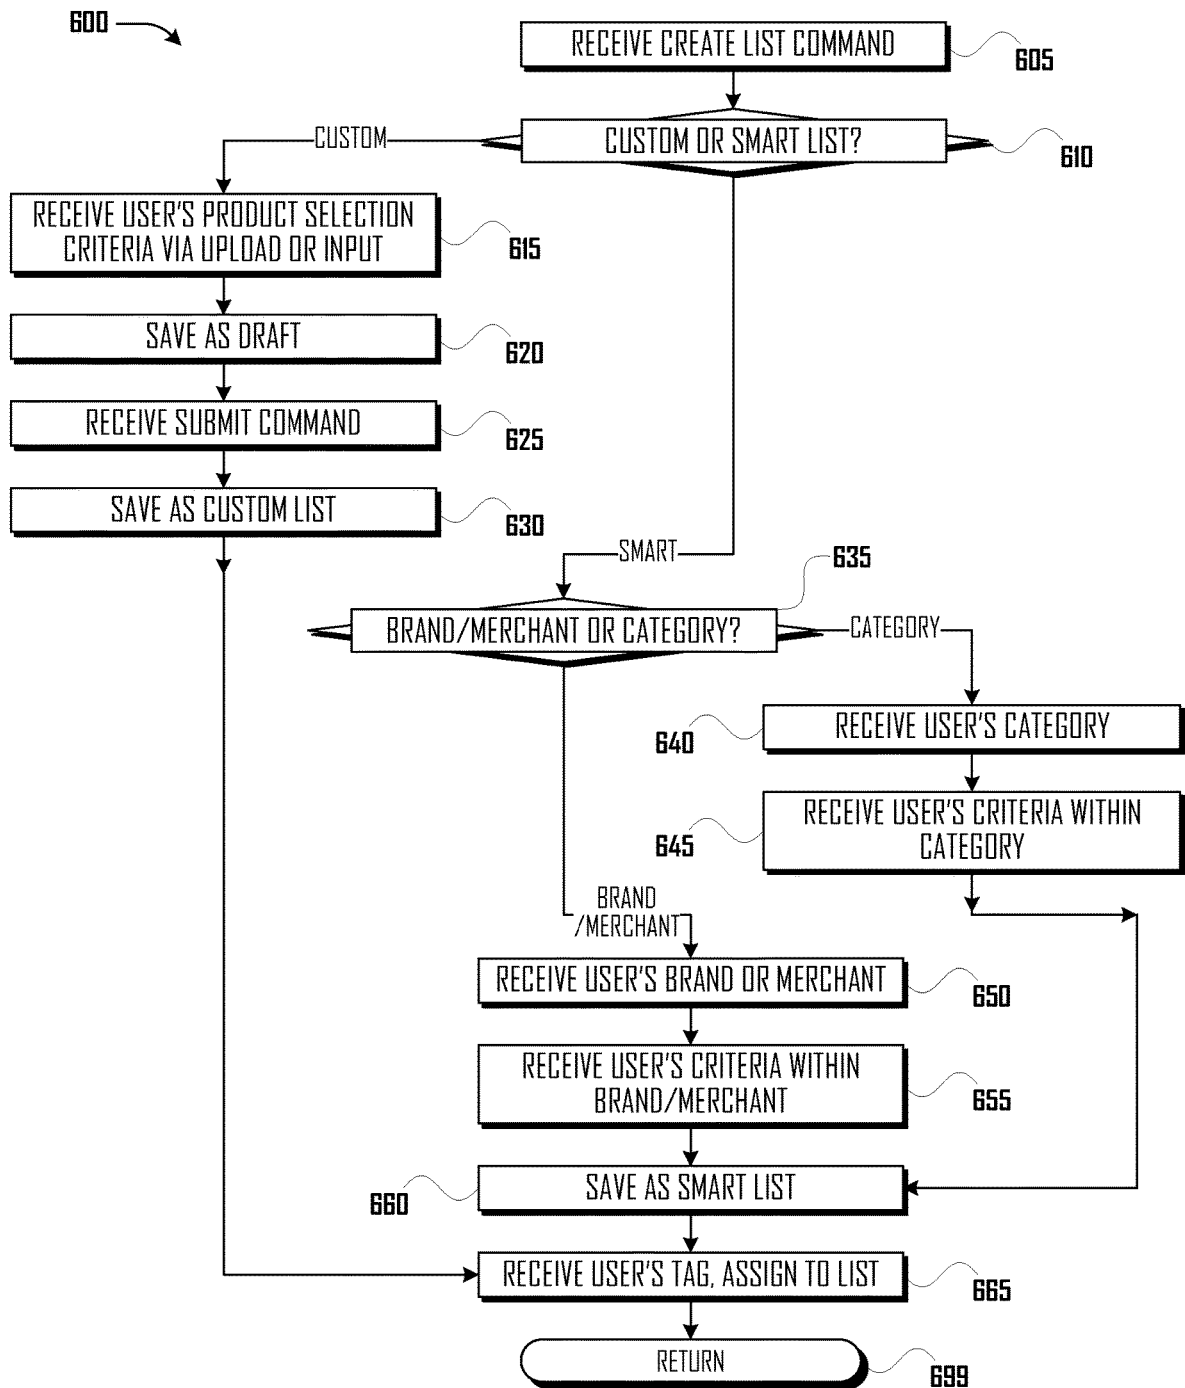 600
RECEIVE CREATE LIST COMMAND
605
CUSTOM OR SMART LIST?
610
CUSTOM
RECEIVE USER'S PRODUCT SELECTION
CRITERIA VIA UPLOAD OR INPUT
615
SAVE AS DRAFT
620
RECEIVE SUBMIT COMMAND
625
SAVE AS CUSTOM LIST
630
SMART
635
BRAND/MERCHANT OR CATEGORY?
CATEGORY
RECEIVE USER'S CATEGORY
640
RECEIVE USER'S CRITERIA WITHIN
CATEGORY
645
BRAND
/MERCHANT
RECEIVE USER'S BRAND OR MERCHANT
650
RECEIVE USER'S CRITERIA WITHIN
BRAND/MERCHANT
655
SAVE AS SMART LIST
660
RECEIVE USER'S TAG, ASSIGN TO LIST
665
RETURN
699